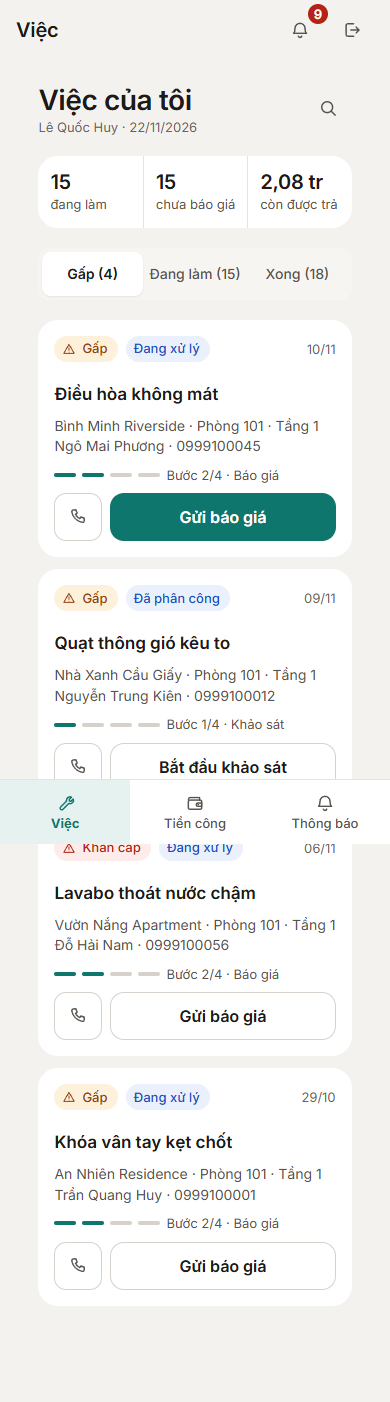 Việc
9
Việc của tôi
Lê Quốc Huy · 22/11/2026
15
đang làm
15
chưa báo giá
2,08 tr
còn được trả
Gấp (4)
Đang làm (15)
Xong (18)
Gấp
Đang xử lý
10/11
Điều hòa không mát
Bình Minh Riverside · Phòng 101 · Tầng 1
Ngô Mai Phương · 0999100045
Bước 2/4 · Báo giá
Gửi báo giá
Gấp
Đã phân công
09/11
Quạt thông gió kêu to
Nhà Xanh Cầu Giấy · Phòng 101 · Tầng 1
Nguyễn Trung Kiên · 0999100012
Bước 1/4 · Khảo sát
Bắt đầu khảo sát
Việc
Tiền công
Thông báo
Khẩn cấp
Đang xử lý
06/11
Lavabo thoát nước chậm
Vườn Nắng Apartment · Phòng 101 · Tầng 1
Đỗ Hải Nam · 0999100056
Bước 2/4 · Báo giá
Gửi báo giá
Gấp
Đang xử lý
29/10
Khóa vân tay kẹt chốt
An Nhiên Residence · Phòng 101 · Tầng 1
Trần Quang Huy · 0999100001
Bước 2/4 · Báo giá
Gửi báo giá